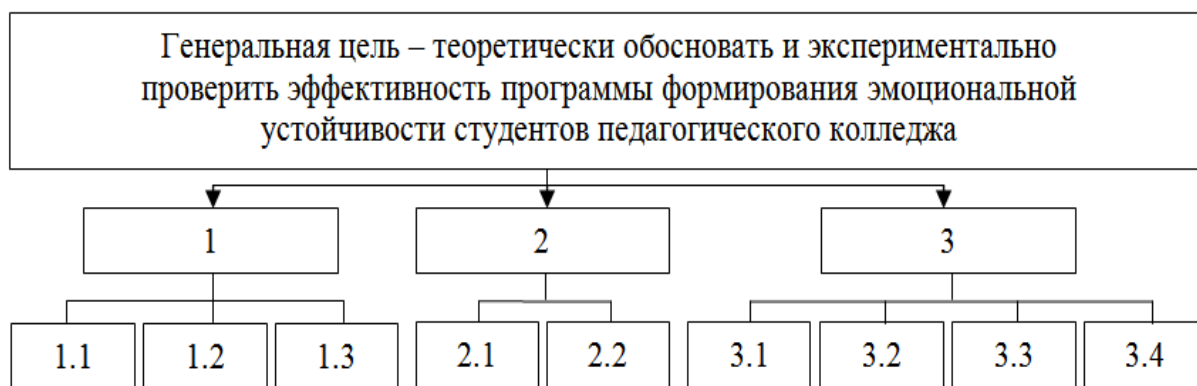 Генеральная цель – теоретически обосновать и экспериментально
проверить эффективность программы формирования эмоциональной
устойчивости студентов педагогического колледжа
1 2 3
1.1 1.2 1.3 2.1 2.2 3.1 3.2 3.3 3.4